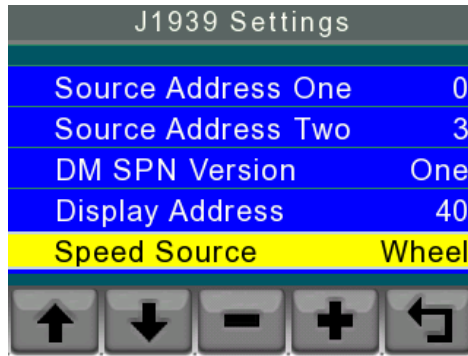 J1939 Settings
Source Address One 0
Source Address Two 3
DM SPN Version One
Display Address 40
Speed Source Wheel